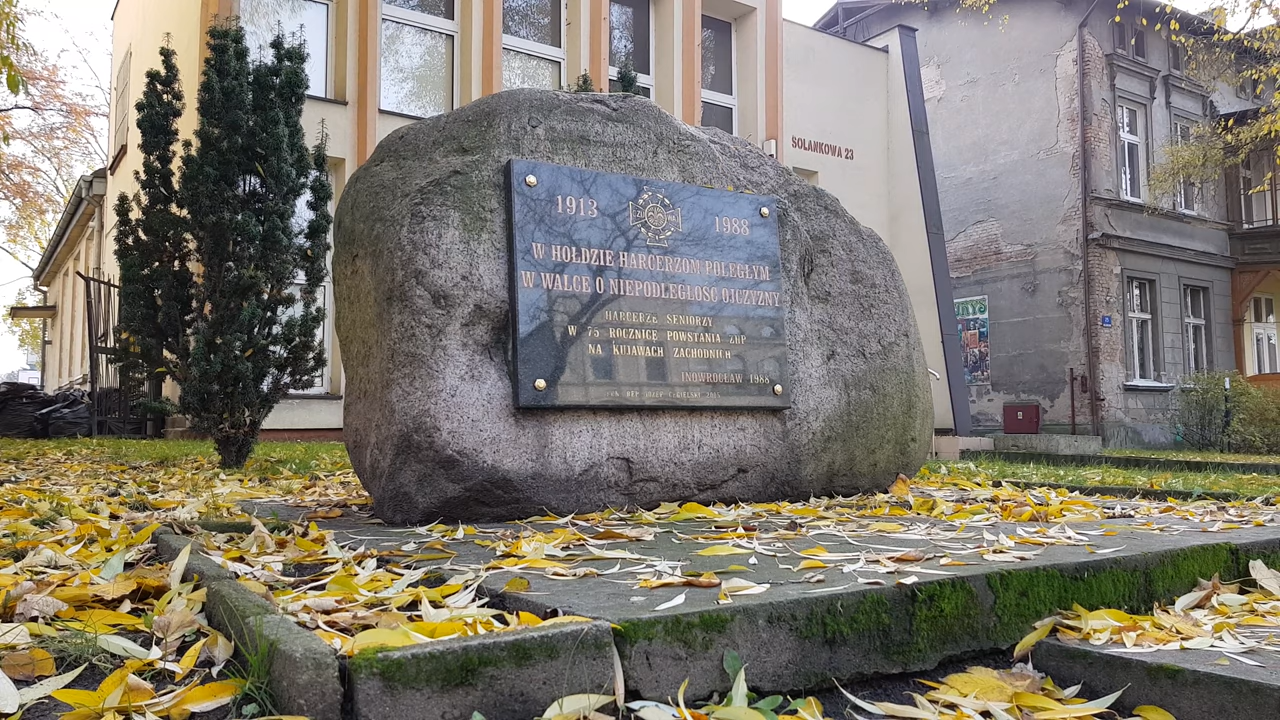 SOLANKOWA 23
1913
1988
W HOŁDZIE HARCERZOM POLEGŁYM
W WALCE O NIEPODLEGŁOŚĆ OJCZYZNY
HARCERZE SENIORZY
W 75 ROCZNICĘ POWSTANIA ZHP
NA KUJAWACH ZACHODNICH
INOWROCŁAW 1988